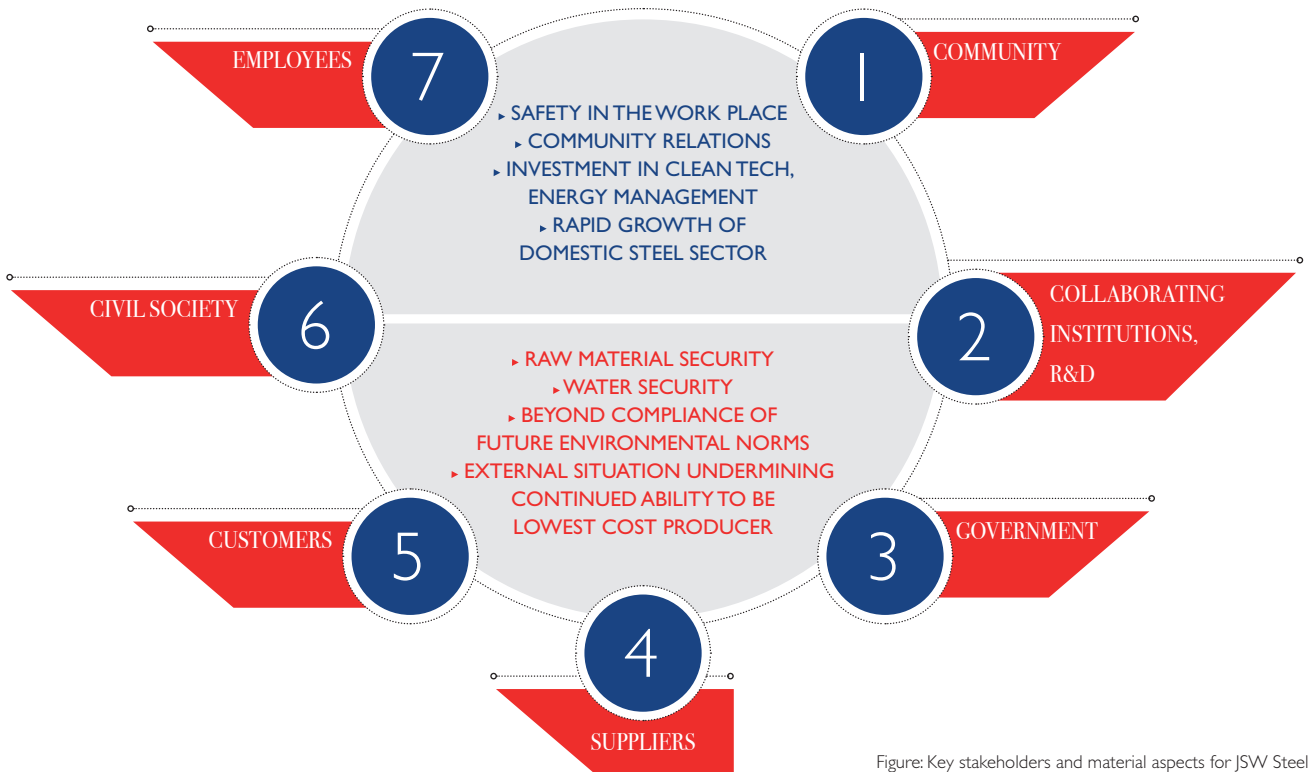 7
EMPLOYEES
1
COMMUNITY
▸ SAFETY IN THE WORK PLACE
▸ COMMUNITY RELATIONS
▸ INVESTMENT IN CLEAN TECH,
ENERGY MANAGEMENT
▸ RAPID GROWTH OF
DOMESTIC STEEL SECTOR
6
CIVIL SOCIETY
2
COLLABORATING
INSTITUTIONS,
R&D
▸ RAW MATERIAL SECURITY
▸ WATER SECURITY
▸ BEYOND COMPLIANCE OF
FUTURE ENVIRONMENTAL NORMS
▸ EXTERNAL SITUATION UNDERMINING
CONTINUED ABILITY TO BE
LOWEST COST PRODUCER
5
CUSTOMERS
3
GOVERNMENT
4
SUPPLIERS
Figure: Key stakeholders and material aspects for JSW Steel